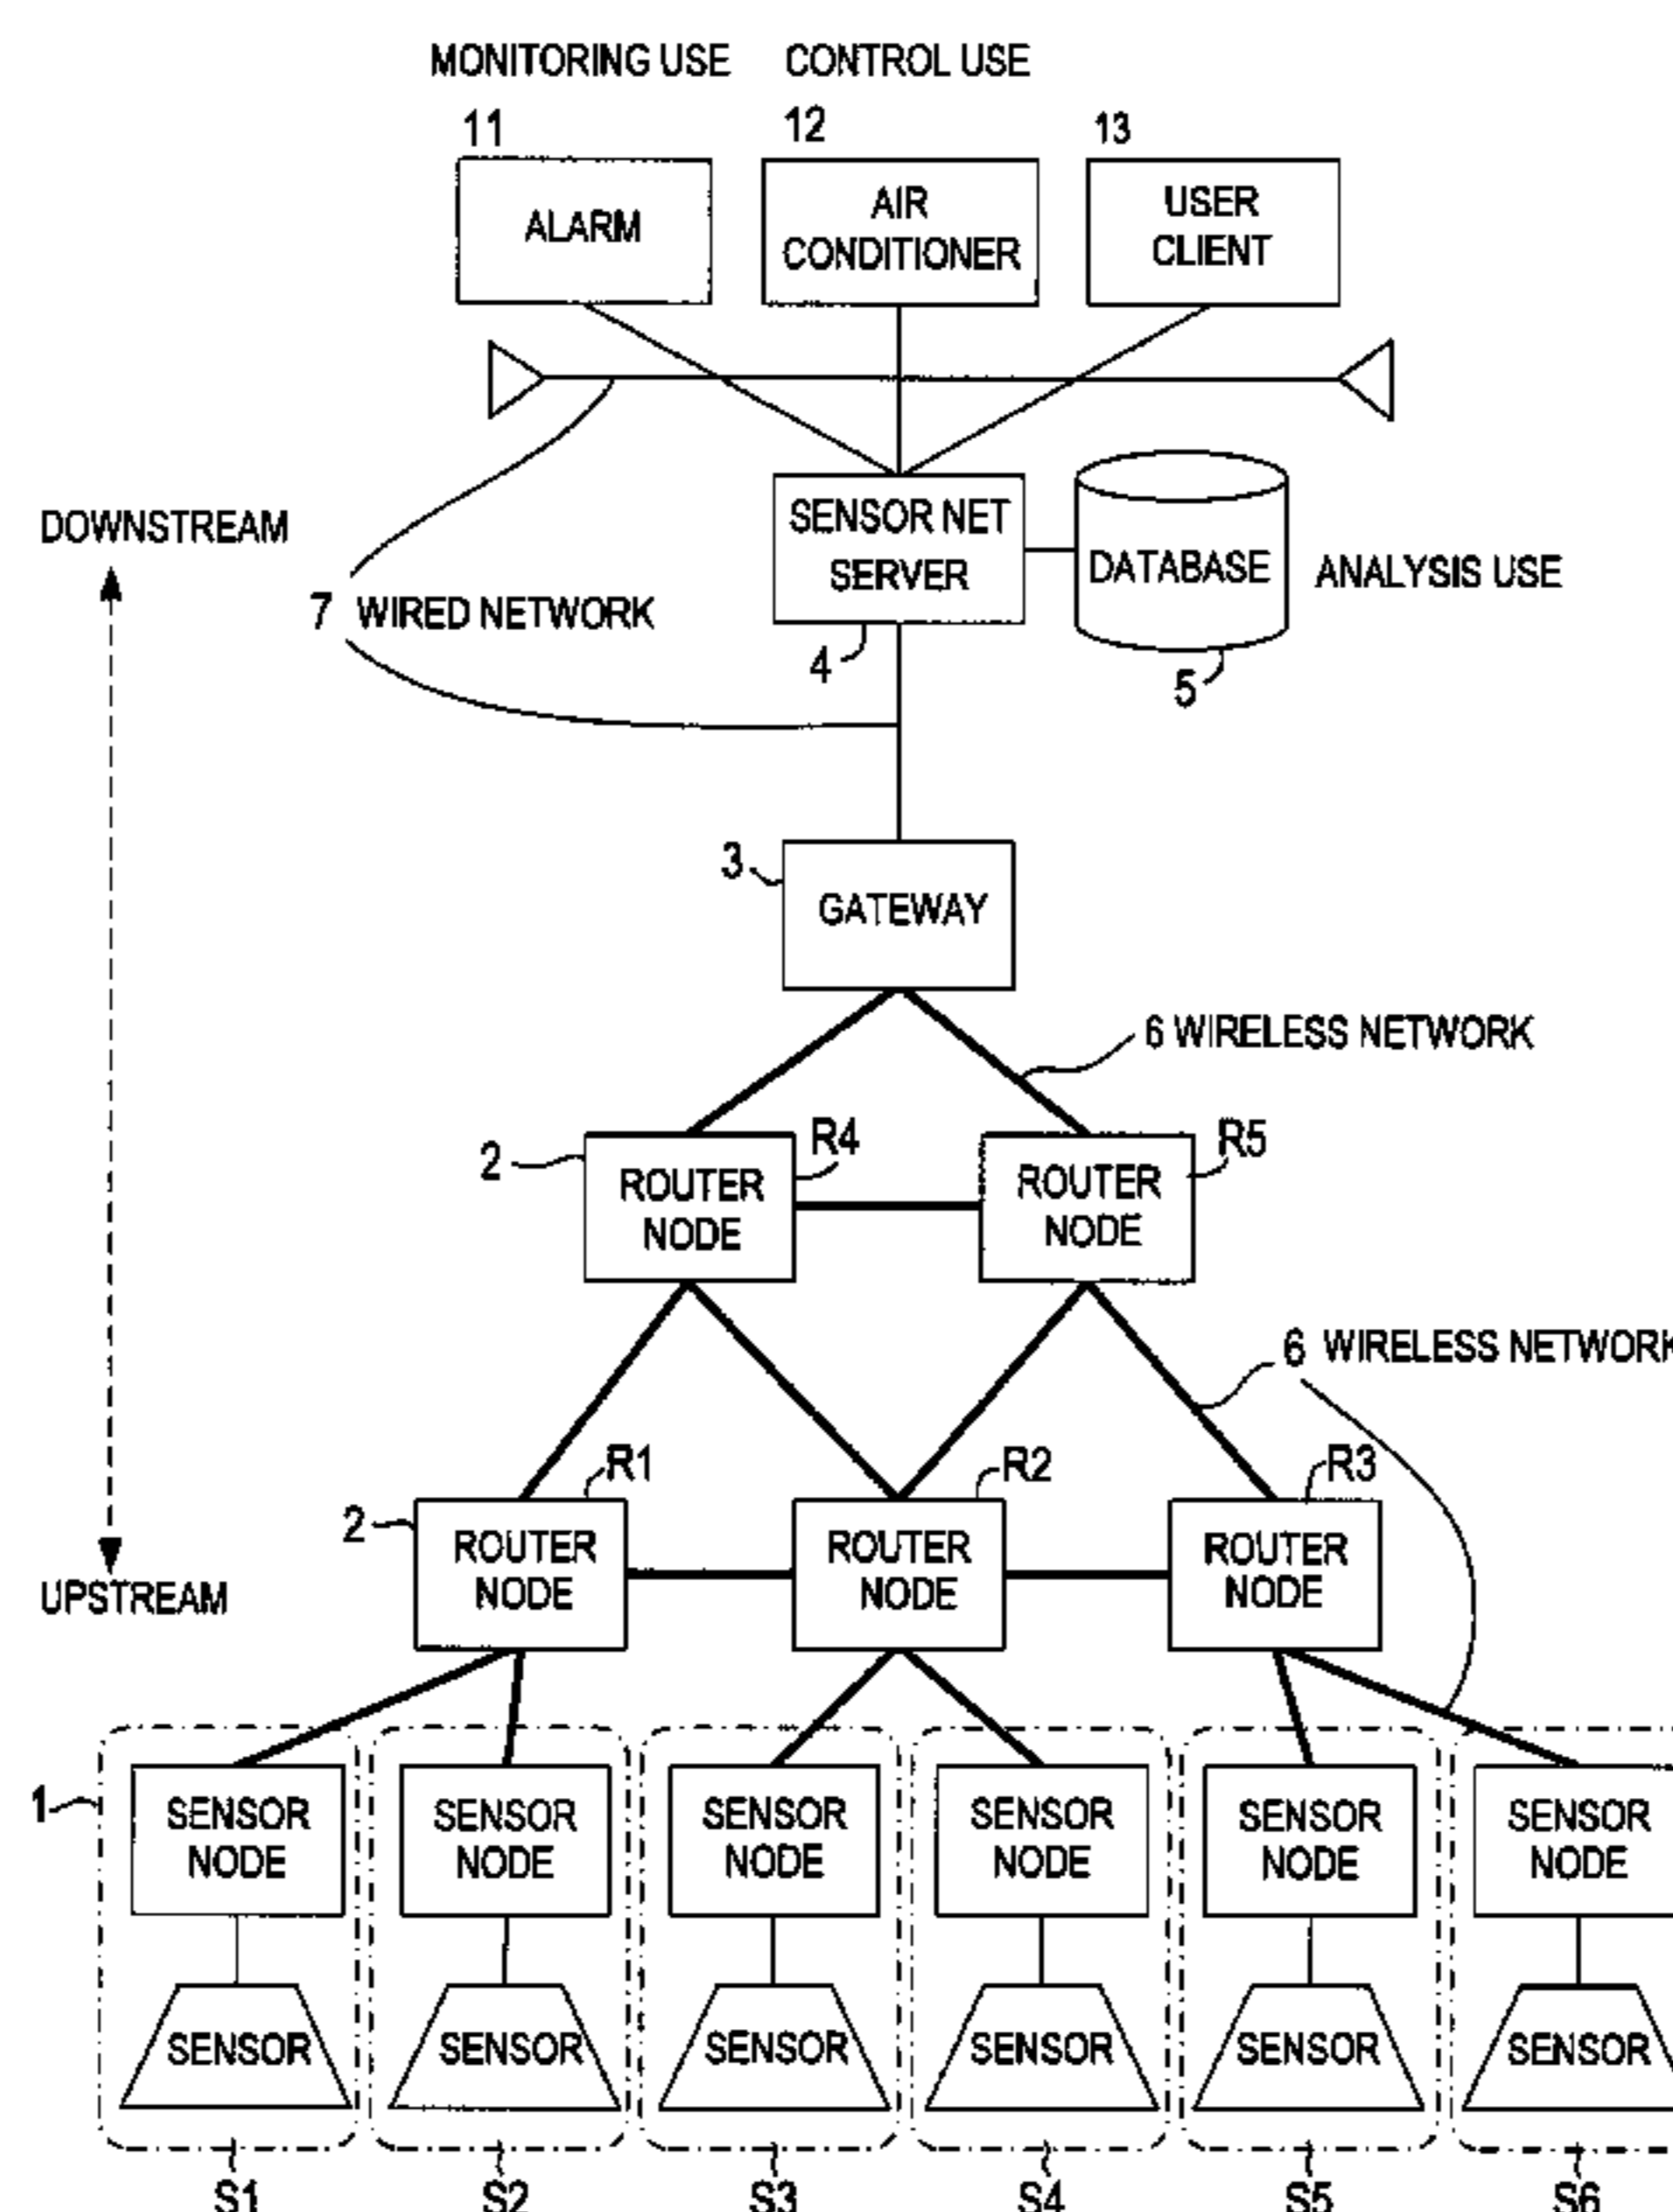 MONITORING USE CONTROL USE
11 12 13
ALARM
AIR
CONDITIONER
USER
CLIENT
DOWNSTREAM
SENSOR NET
SERVER
DATABASE
ANALYSIS USE
7 WIRED NETWORK
4
5
3
GATEWAY
6 WIRELESS NETWORK
2
R4
R5
ROUTER
NODE
ROUTER
NODE
6 WIRELESS NETWORK
R1
R2
R3
2
ROUTER
NODE
ROUTER
NODE
ROUTER
NODE
UPSTREAM
1
SENSOR
NODE
SENSOR
NODE
SENSOR
NODE
SENSOR
NODE
SENSOR
NODE
SENSOR
NODE
SENSOR
SENSOR
SENSOR
SENSOR
SENSOR
SENSOR
S1
S2
S3
S4
S5
S6